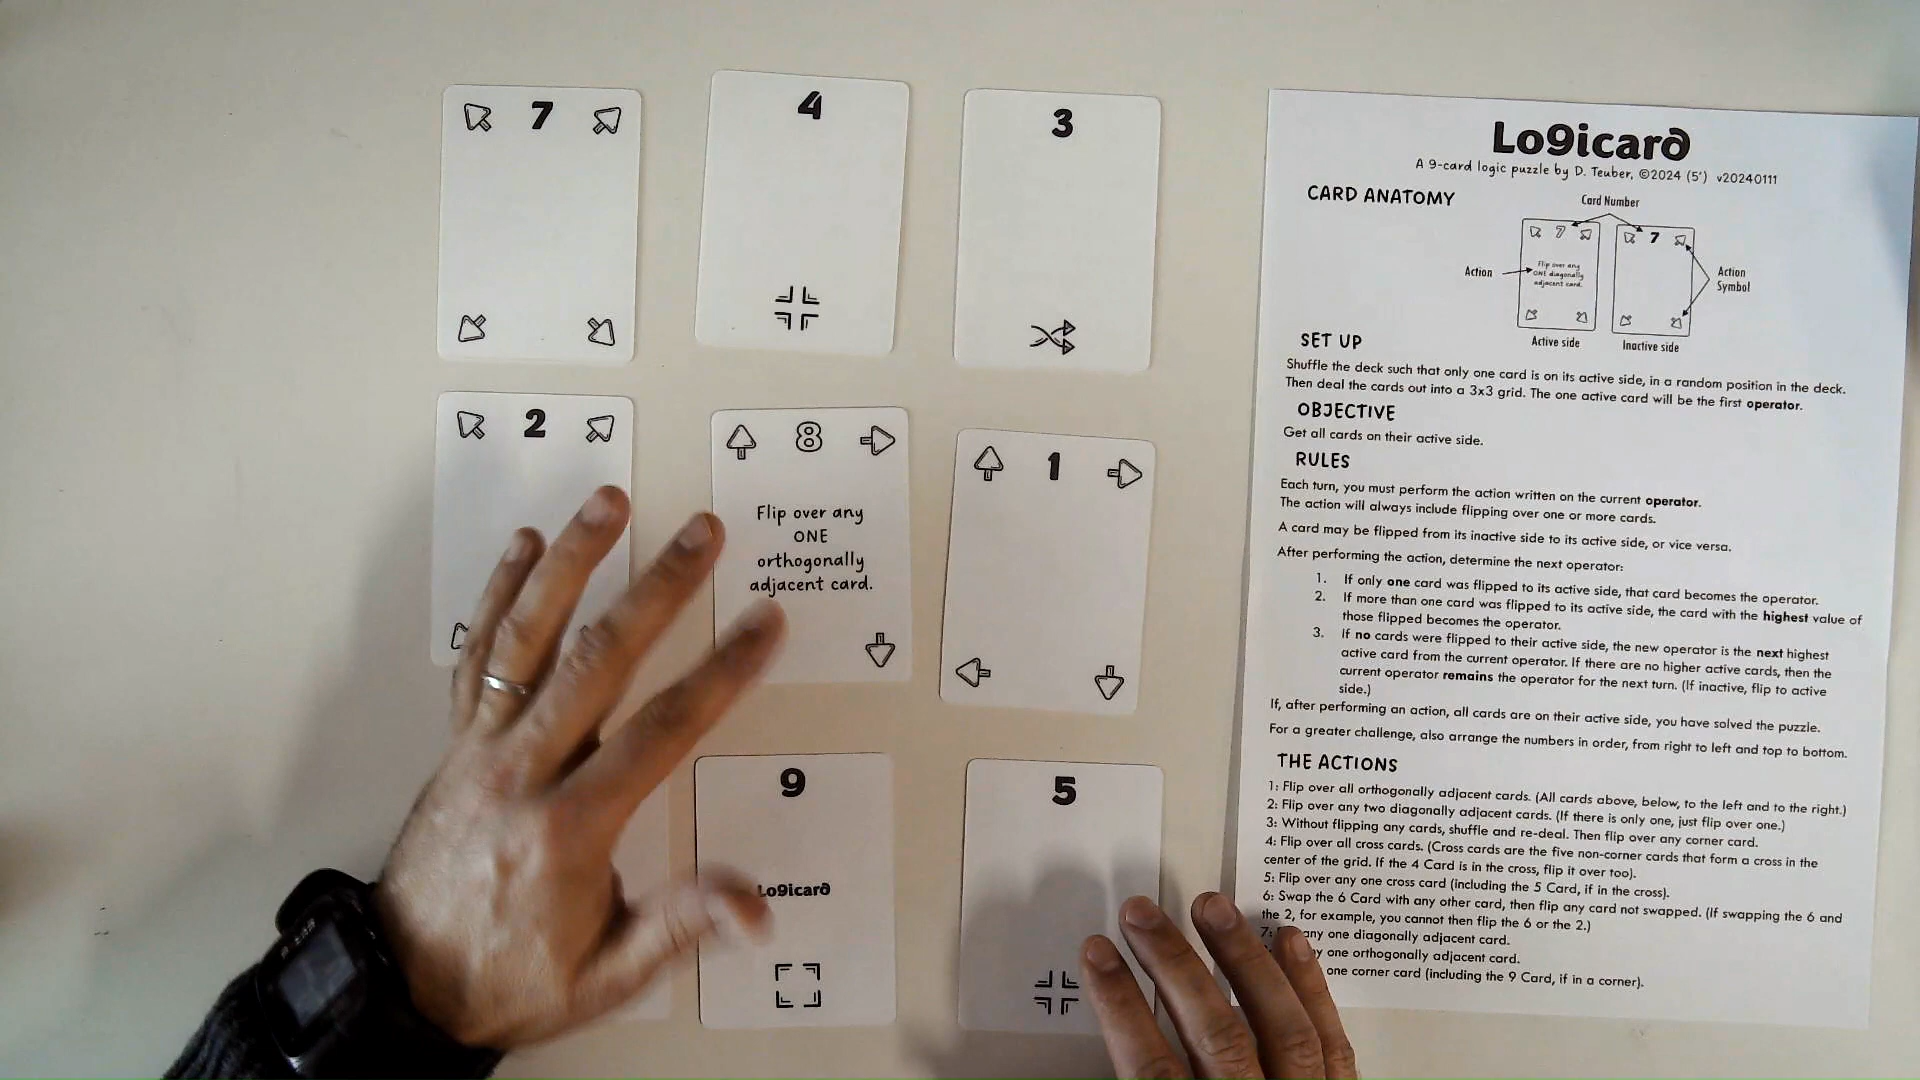 7
4
3
2
8
Flip over any
ONE
orthogonally
adjacent card.
1
9
Lo9icard
5
Lo9icard
A 9-card logic puzzle by D. Teuber, ©2024 (5') v20240111
CARD ANATOMY
Card Number
7
7
Action
Flip over any
ONE diagonally
adjacent card.
Action
Symbol
Active side
Inactive side
SET UP
Shuffle the deck such that only one card is on its active side, in a random position in the deck.
Then deal the cards out into a 3x3 grid. The one active card will be the first operator.
OBJECTIVE
Get all cards on their active side.
RULES
Each turn, you must perform the action written on the current operator.
The action will always include flipping over one or more cards.
A card may be flipped from its inactive side to its active side, or vice versa.
After performing the action, determine the next operator:
1. If only one card was flipped to its active side, that card becomes the operator.
2. If more than one card was flipped to its active side, the card with the highest value of
those flipped becomes the operator.
3. If no cards were flipped to their active side, the new operator is the next highest
active card from the current operator. If there are no higher active cards, then the
current operator remains the operator for the next turn. (If inactive, flip to active
side.)
If, after performing an action, all cards are on their active side, you have solved the puzzle.
For a greater challenge, also arrange the numbers in order, from right to left and top to bottom.
THE ACTIONS
1: Flip over all orthogonally adjacent cards. (All cards above, below, to the left and to the right.)
2: Flip over any two diagonally adjacent cards. (If there is only one, just flip over one.)
3: Without flipping any cards, shuffle and re-deal. Then flip over any corner card.
4: Flip over all cross cards. (Cross cards are the five non-corner cards that form a cross in the
center of the grid. If the 4 Card is in the cross, flip it over too).
5: Flip over any one cross card (including the 5 Card, if in the cross).
6: Swap the 6 Card with any other card, then flip any card not swapped. (If swapping the 6 and
the 2, for example, you cannot then flip the 6 or the 2.)
7: any one diagonally adjacent card.
one orthogonally adjacent card.
one corner card (including the 9 Card, if in a corner).